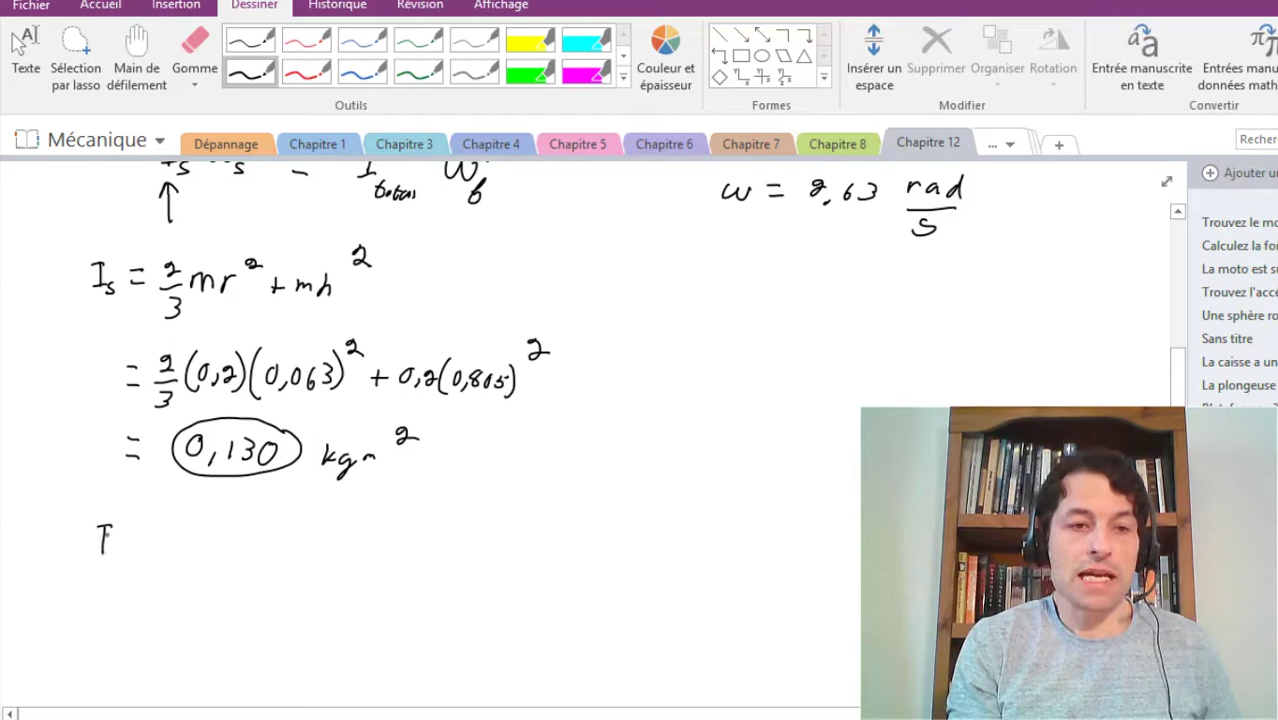 Fichier Accueil Insertion Dessiner Historique Révision Affichage
Texte
Sélection par lasso
Main de défilement
Gomme
Couleur et épaisseur
Insérer un espace
Supprimer
Organiser
Rotation
Entrée manuscrite en texte
Entrées manu
données math
Outils
Formes
Modifier
Convertir
Mécanique
Dépannage
Chapitre 1
Chapitre 3
Chapitre 4
Chapitre 5
Chapitre 6
Chapitre 7
Chapitre 8
Chapitre 12
...
+
Recher
Ajouter un
Trouvez le mo
Calculez la for
La moto est su
Trouvez l'accé
Une sphère ro
Sans titre
La caisse a un
La plongeuse
ω = 2,63 rad/s
I_s = 2/3 mr² + mh²
= 2/3 (0,2)(0,063)² + 0,2(0,805)²
= 0,130 kgm²
I